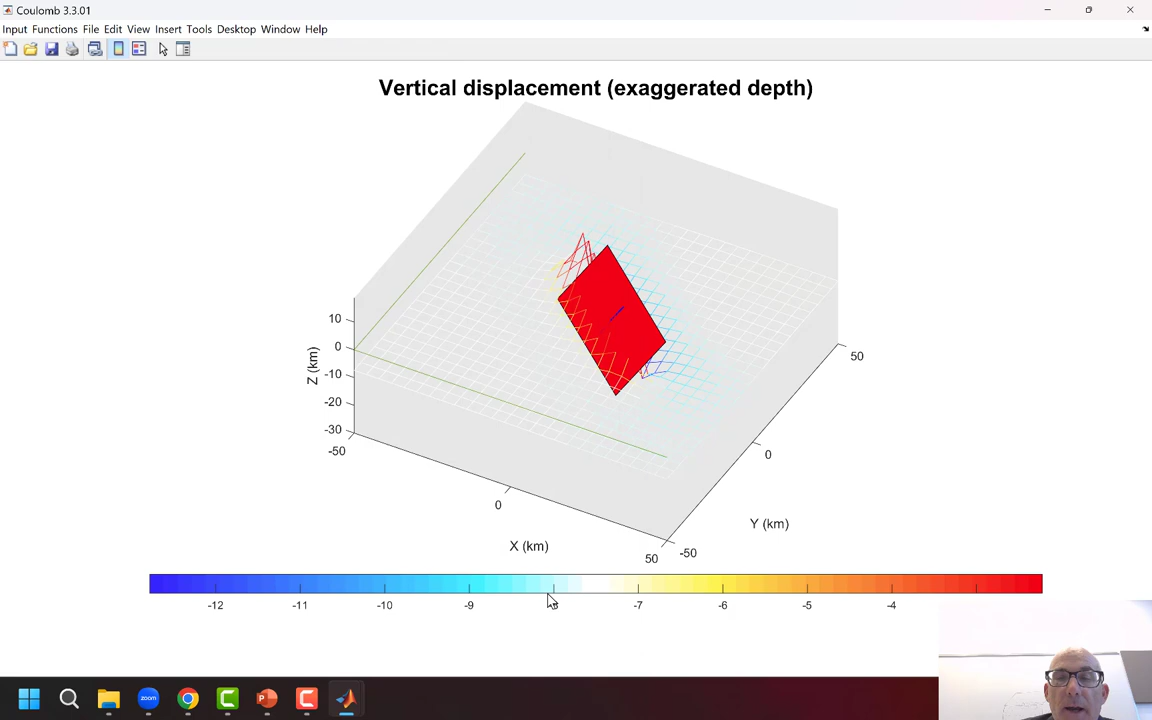 Coulomb 3.3.01
Input Functions File Edit View Insert Tools Desktop Window Help
Vertical displacement (exaggerated depth)
10
0
-10
-20
-30
Z (km)
-50
0
50
X (km)
-50
0
50
Y (km)
-12 -11 -10 -9 -8 -7 -6 -5 -4
zoom